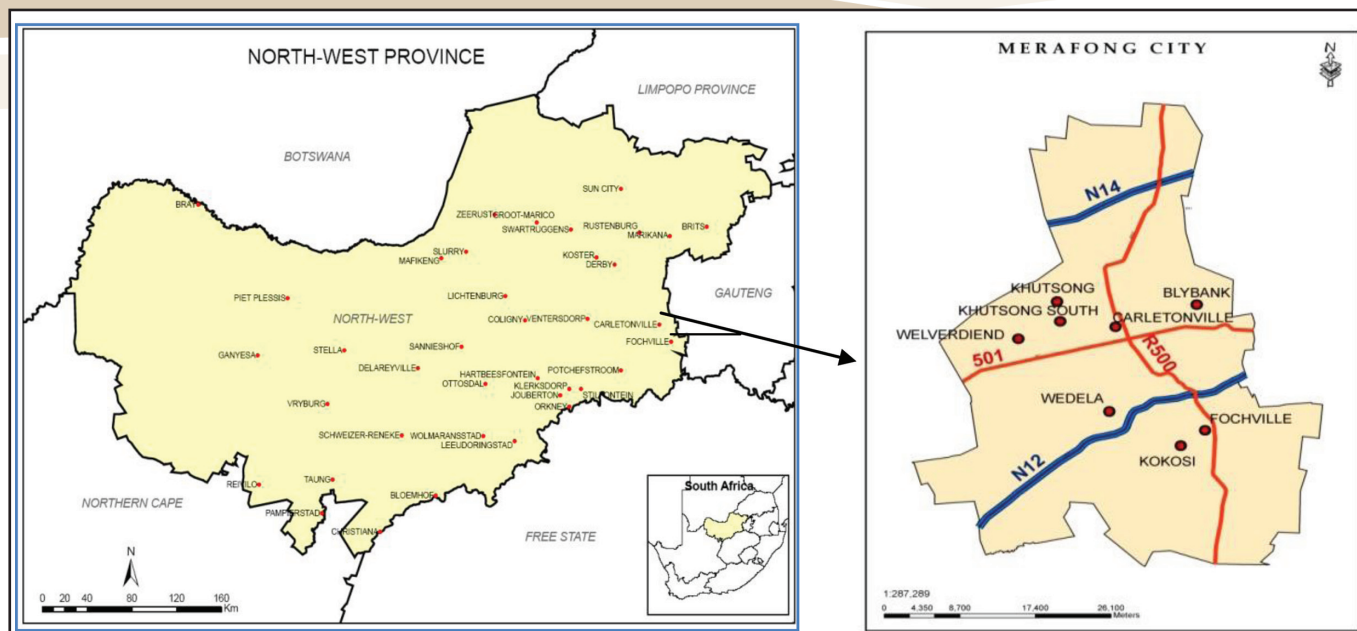 NORTH-WEST PROVINCE
LIMPOPO PROVINCE
BOTSWANA
SUN CITY
BRAY
ZEERUST
GROOT-MARICO
SWARTRUGGENS
RUSTENBURG
MARIKANA
BRITS
SLURRY
MAFIKENG
KOSTER
DERBY
GAUTENG
PIET PLESSIS
LICHTENBURG
NORTH-WEST
COLIGNY
VENTERSDORP
CARLETONVILLE
FOCHVILLE
GANYESA
STELLA
SANNIESHOF
DELAREYVILLE
HARTBEESFONTEIN
POTCHEFSTROOM
OTTOSDAL
KLERKSDORP
JOUBERTON
STILFONTEIN
ORKNEY
VRYBURG
SCHWEIZER-RENEKE
WOLMARANSSTAD
LEEUDORINGSTAD
REIVILO
TAUNG
BLOEMHOF
NORTHERN CAPE
PAMPIERSTAD
CHRISTIANA
FREE STATE
South Africa
N
0 20 40 80 120 160
Km
MERAFONG CITY
N
N14
KHUTSONG
BLYBANK
KHUTSONG SOUTH
CARLETONVILLE
WELVERDIEND
501
R500
WEDELA
FOCHVILLE
KOKOSI
N12
1:287,289
0 4,350 8,700 17,400 26,100
Meters